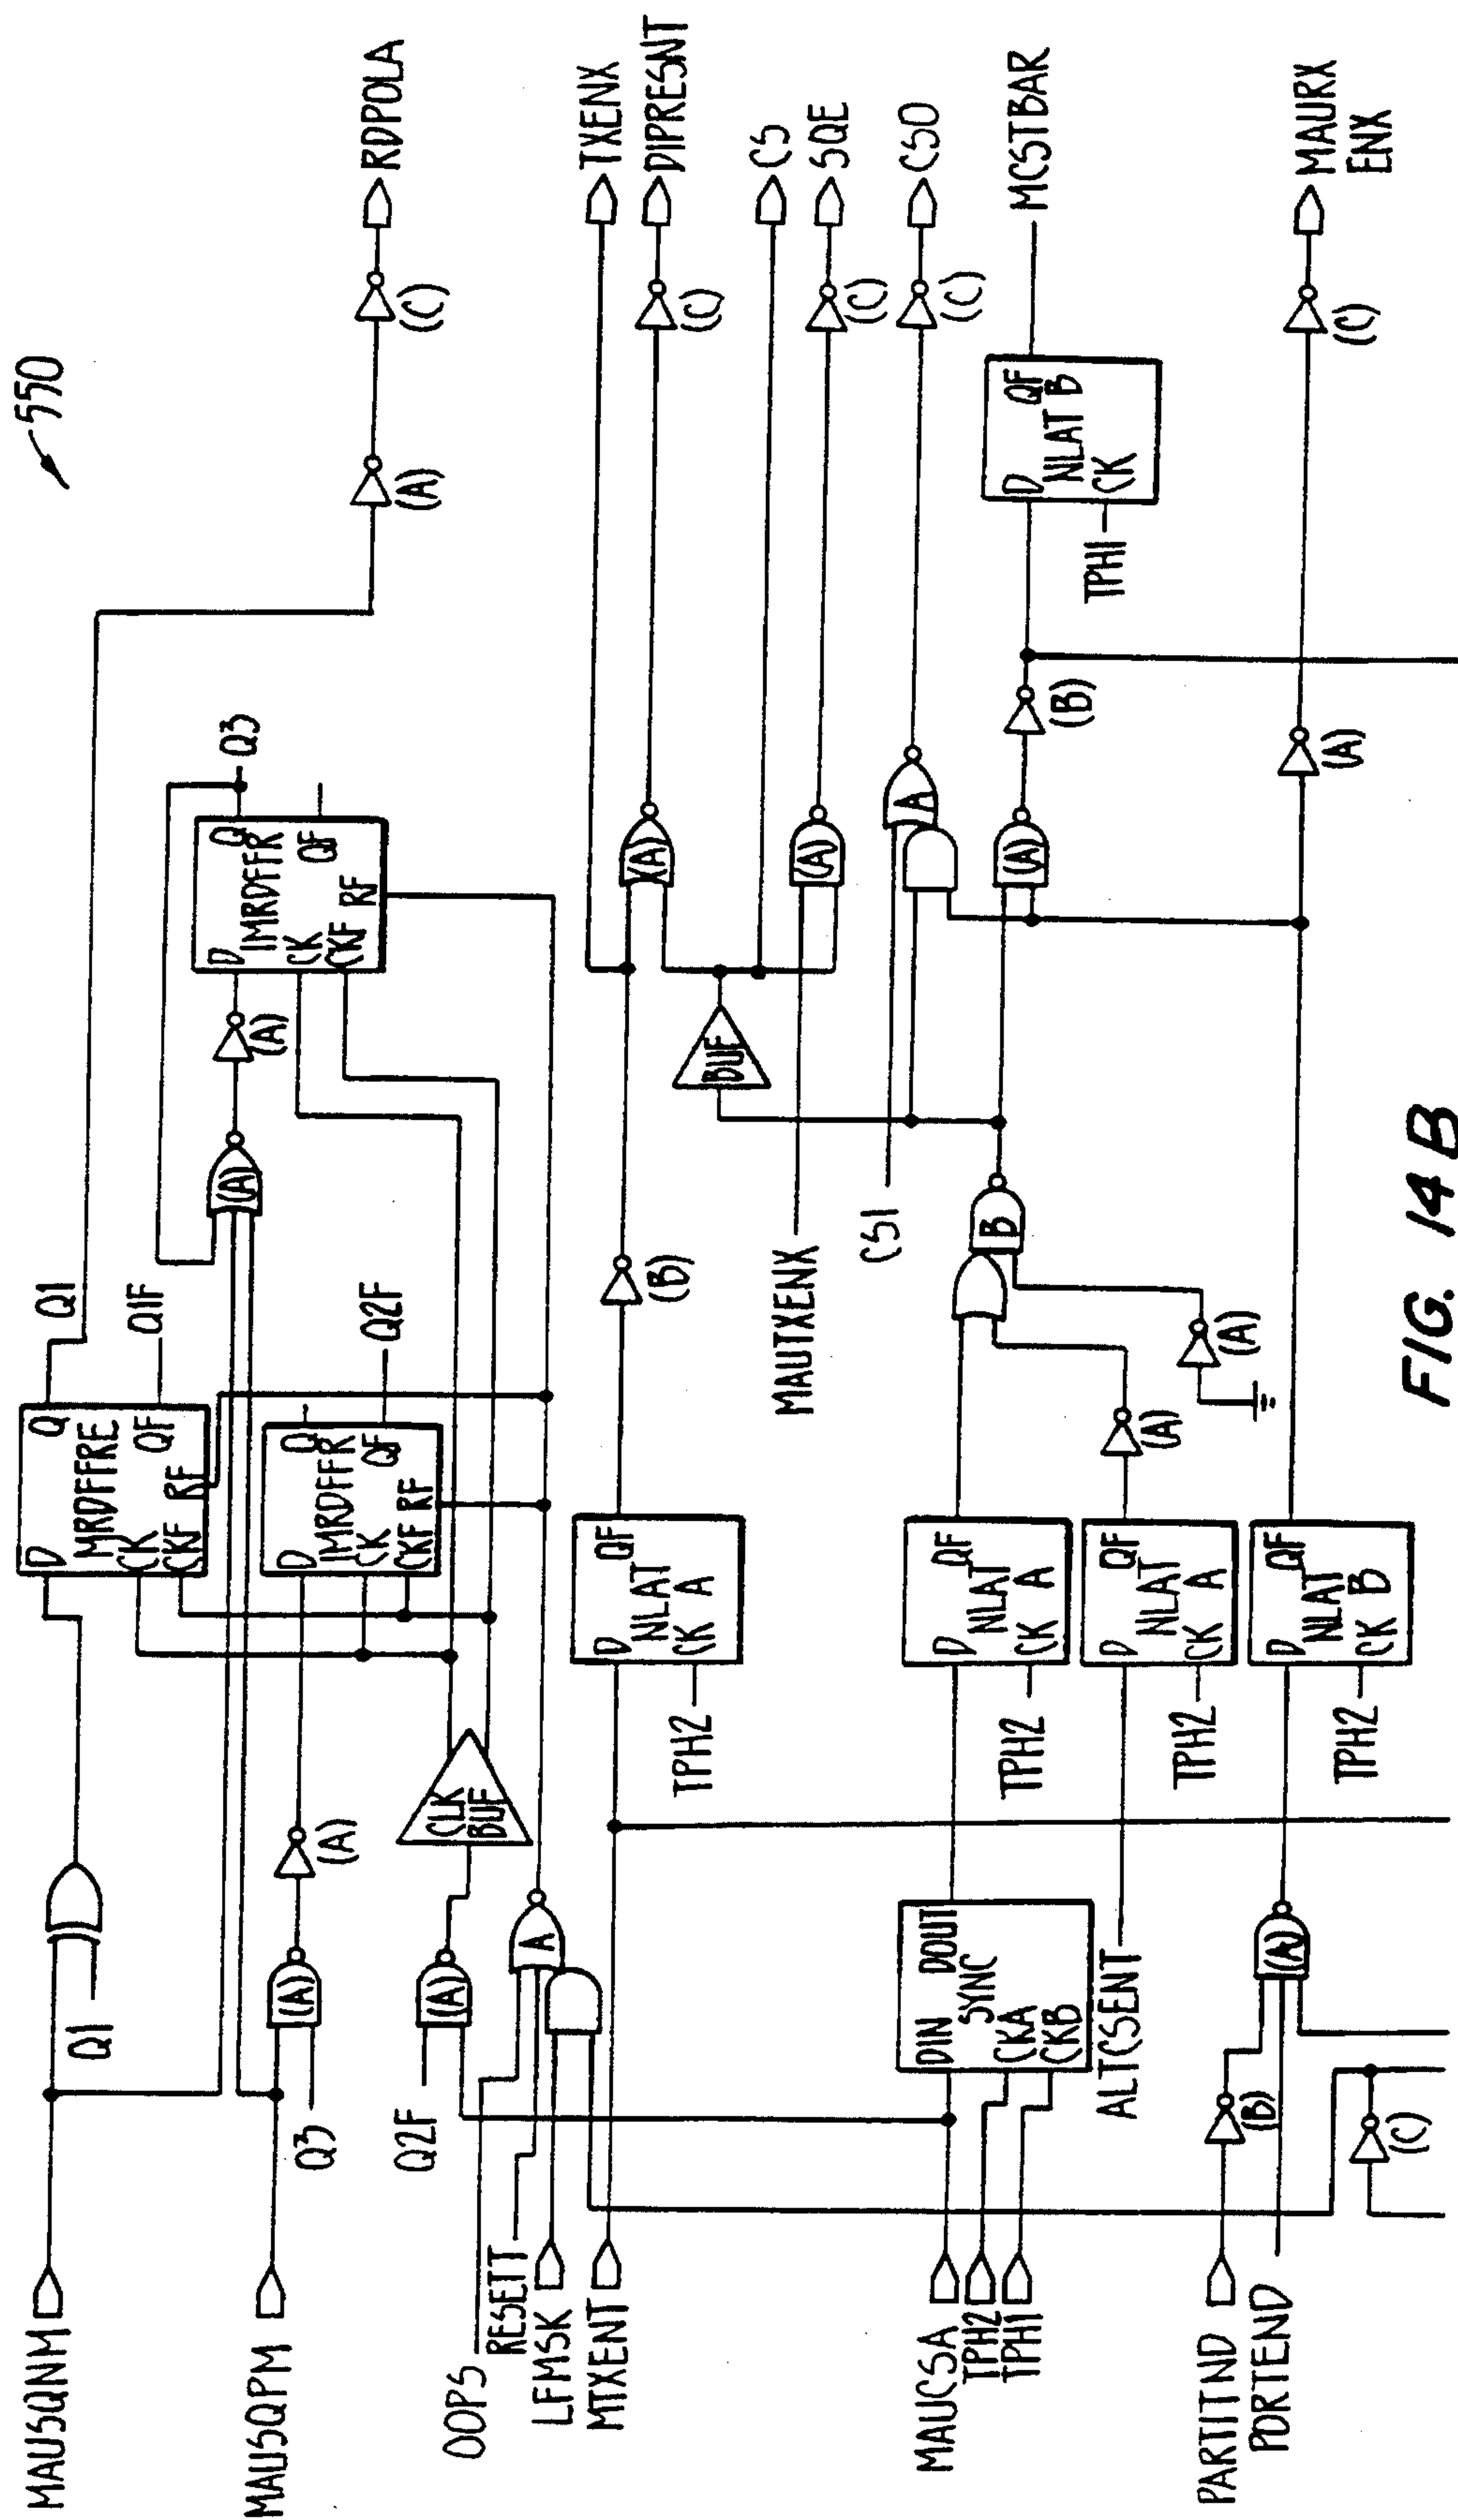 550
MAUSQNM
Q1
D Q
MRDFFRE
CK QF
CKF RF
Q1
Q1F
(A)
(C)
RDPOLA
MAUSQPM
Q3
(A)
(A)
D Q
IMRDFFR
CK QF
CKF RF
Q2F
(A)
(A)
D Q
IMRDFFR
CK QF
CKF RF
Q3
Q2F
(A)
CLK
BUF
OOPS
RESETT
LFMSK
A
MTXENT
D QF
NLAT
CK A
TPH2
(B)
(A)
TXENX
(C)
DIPRESNT
BUF
CS
MAUTXENX
(A)
(C)
SQE
CS1
A
(C)
CSO
MAUCSA
TPH2
TPH1
DIN DOUT
SYNC
CKA
CKB
D QF
NLAT
CK A
TPH2
B
(A)
(B)
D QF
NLAT B
CK
TPH1
MCSTBAR
ALTCSENT
D QF
NLAT
CK A
TPH2
(A)
(A)
PARTITND
(B)
PORTEND
(A)
D QF
NLAT
CK B
TPH2
(A)
(C)
MAURX
ENX
(C)
FIG. 14 B